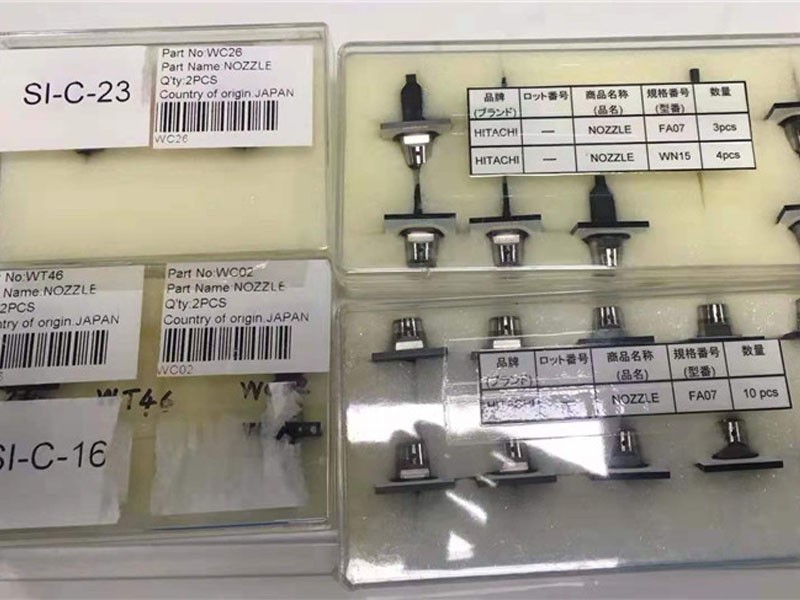 SI-C-23
Part No:WC26
Part Name:NOZZLE
Q'ty:2PCS
Country of origin.JAPAN
WC26
品牌 ロット番号 商品名称 規格番号 数量
(ブランド) (品名) (型番)
HITACHI — NOZZLE FA07 3pcs
HITACHI — NOZZLE WN15 4pcs
No:WT46
Name:NOZZLE
2PCS
ntry of origin.JAPAN
Part No:WC02
Part Name NOZZLE
Q'ty:2PCS
Country of origin.JAPAN
WC02
WT46
SI-C-16
品牌 ロット番号 商品名称 規格番号 数量
(ブランド) (品名) (型番)
HITACHI NOZZLE FA07 10 pcs